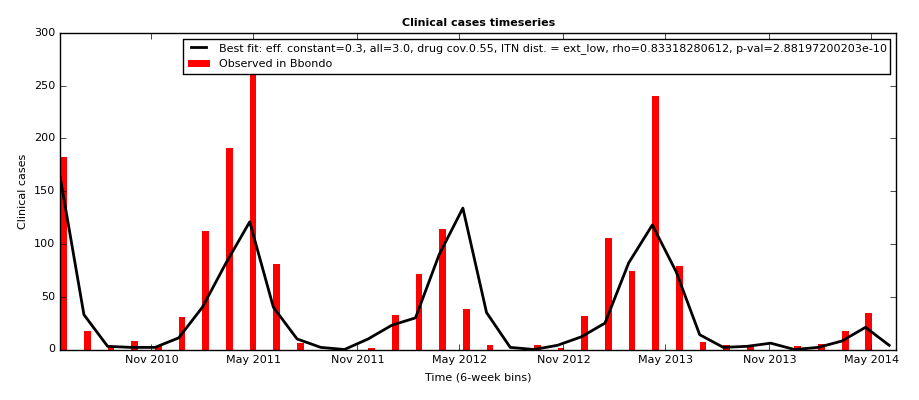 Clinical cases timeseries
300
250
200
150
100
50
0
Clinical cases
Best fit: eff. constant=0.3, all=3.0, drug cov.0.55, ITN dist. = ext_low, rho=0.83318280612, p-val=2.88197200203e-10
Observed in Bbondo
Nov 2010
May 2011
Nov 2011
May 2012
Nov 2012
May 2013
Nov 2013
May 2014
Time (6-week bins)